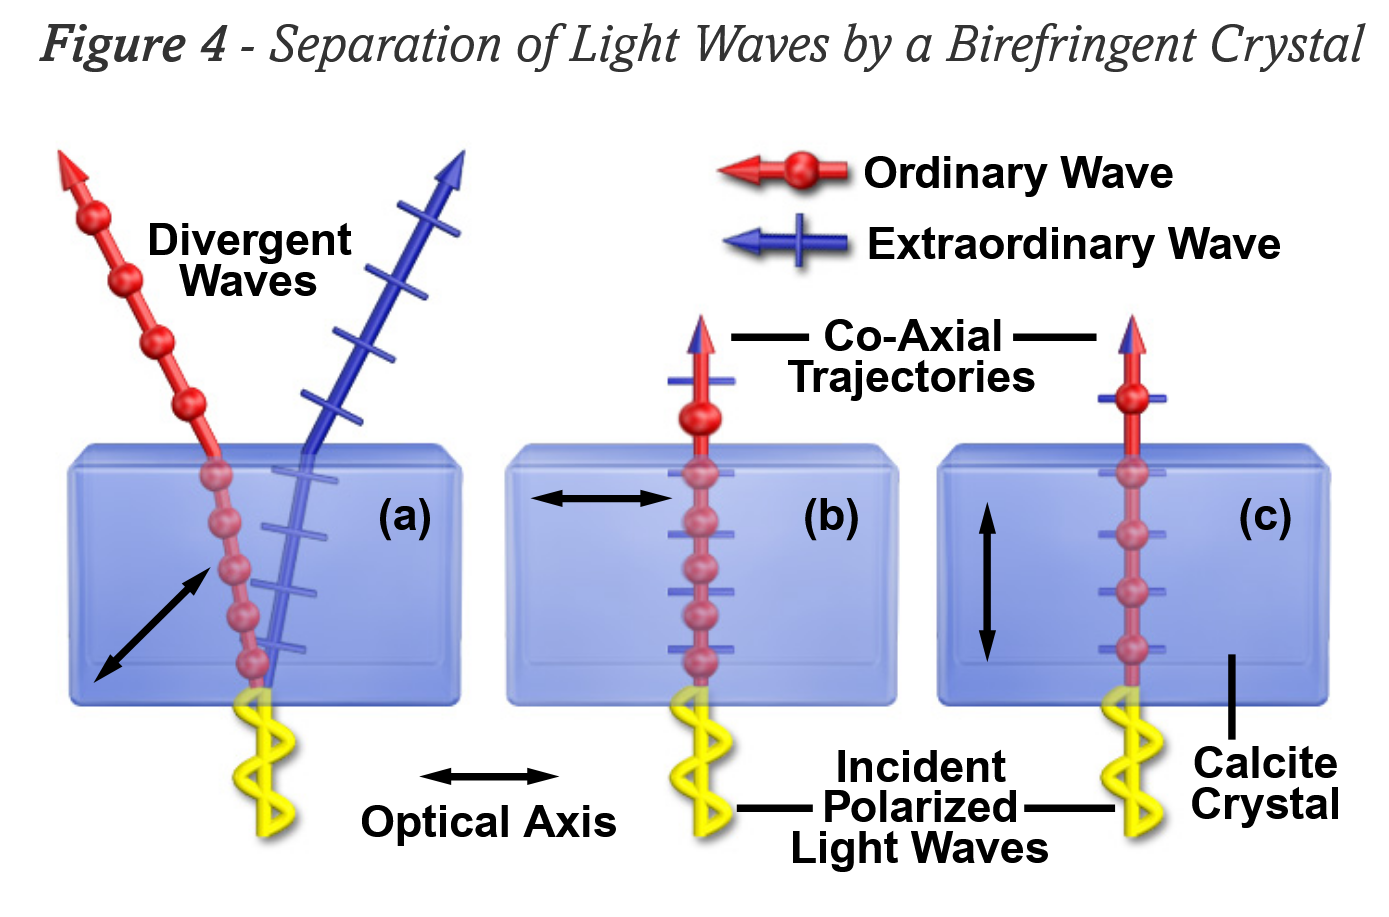 Figure 4 - Separation of Light Waves by a Birefringent Crystal
Divergent
Waves
Ordinary Wave
Extraordinary Wave
Co-Axial
Trajectories
(a)
(b)
(c)
Optical Axis
Incident
Polarized
Light Waves
Calcite
Crystal